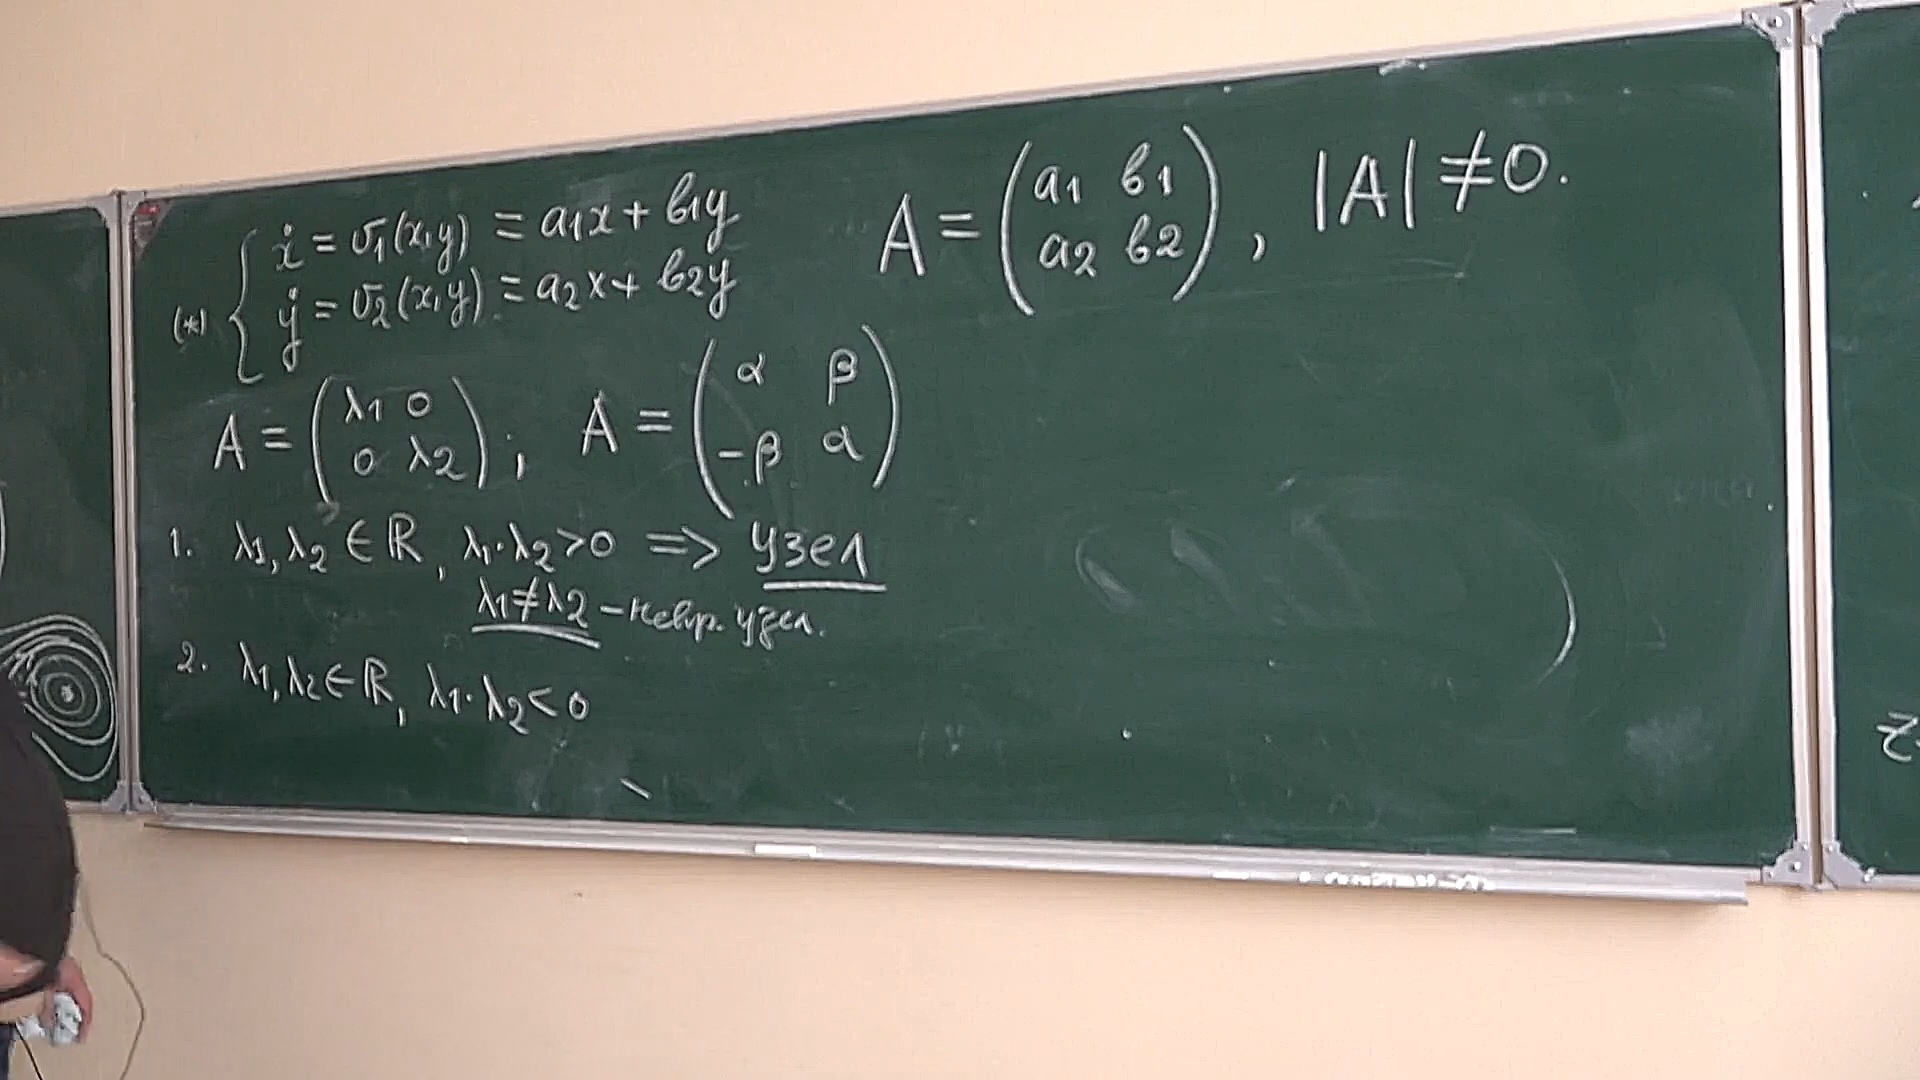 (*) { ẋ = v₁(x,y) = a₁x + b₁y
ẏ = v₂(x,y) = a₂x + b₂y
A = (a₁ b₁; a₂ b₂), |A| ≠ 0.
A = (λ₁ 0; 0 λ₂); A = (α β; -β α)
1. λ₁, λ₂ ∈ ℝ, λ₁·λ₂ > 0 => узел
λ₁ ≠ λ₂ – невр. узел.
2. λ₁, λ₂ ∈ ℝ, λ₁·λ₂ < 0